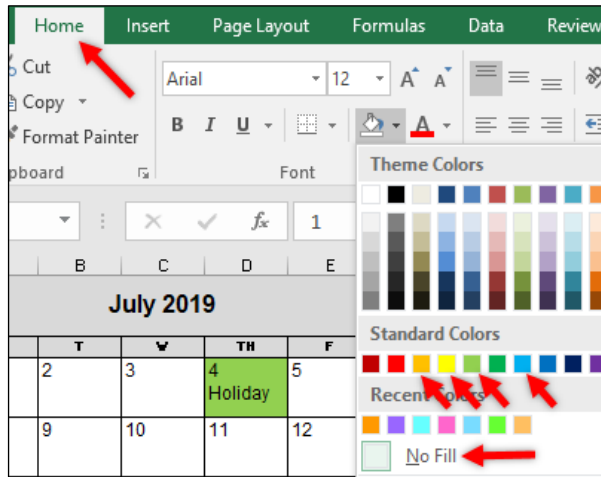 Home Insert Page Layout Formulas Data Review
Cut
Copy
Format Painter
pboard
Arial 12 A A
B I U A
Font
fx 1
Theme Colors
Standard Colors
Recent Colors
No Fill
B C D E
July 2019
T W TH F
2 3 4 5
Holiday
9 10 11 12